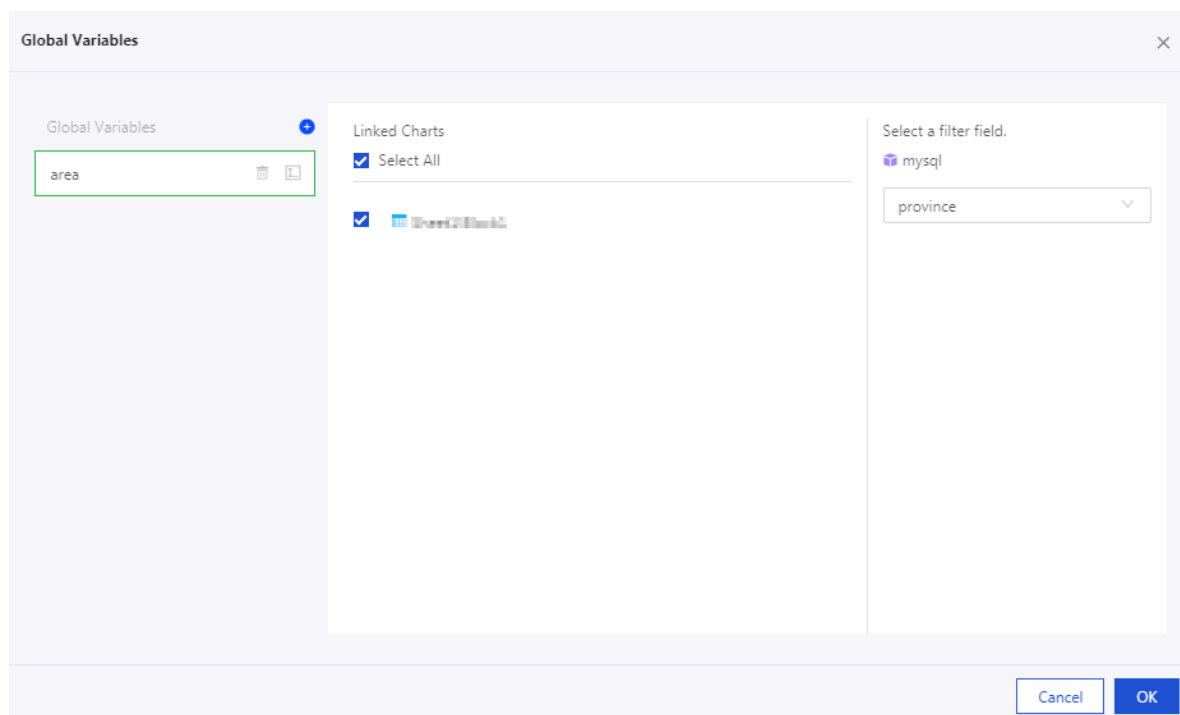 Global Variables
Global Variables
area
Linked Charts
Select All
Select a filter field.
mysql
province
Cancel
OK